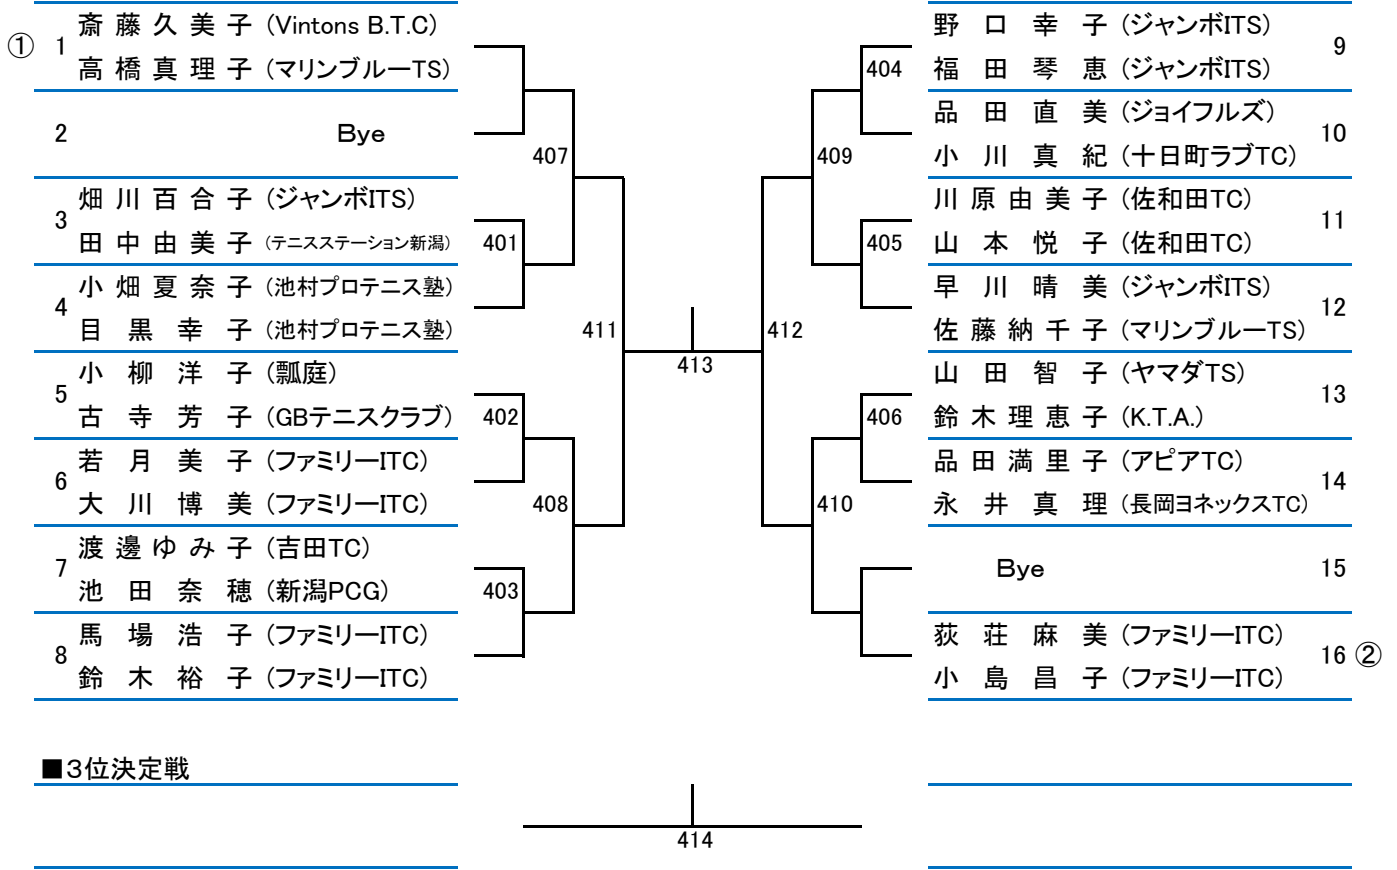 ① 1 斎藤久美子 (Vintons B.T.C)
高橋真理子 (マリンブルーTS)
2 Bye
3 畑川百合子 (ジャンボITS)
田中由美子 (テニスステーション新潟)
4 小畑夏奈子 (池村プロテニス塾)
目黒幸子 (池村プロテニス塾)
5 小柳洋子 (瓢庭)
古寺芳子 (GBテニスクラブ)
6 若月美子 (ファミリーITC)
大川博美 (ファミリーITC)
7 渡邊ゆみ子 (吉田TC)
池田奈穂 (新潟PCG)
8 馬場浩子 (ファミリーITC)
鈴木裕子 (ファミリーITC)
407
401
411
402
408
403
413
404
409
405
412
406
410
野口幸子 (ジャンボITS) 9
福田琴恵 (ジャンボITS)
品田直美 (ジョイフルズ) 10
小川真紀 (十日町ラブTC)
川原由美子 (佐和田TC) 11
山本悦子 (佐和田TC)
早川晴美 (ジャンボITS) 12
佐藤納千子 (マリンブルーTS)
山田智子 (ヤマダTS) 13
鈴木理恵子 (K.T.A.)
品田満里子 (アピアTC) 14
永井真理 (長岡ヨネックスTC)
Bye 15
荻荘麻美 (ファミリーITC) 16 ②
小島昌子 (ファミリーITC)
■3位決定戦
414